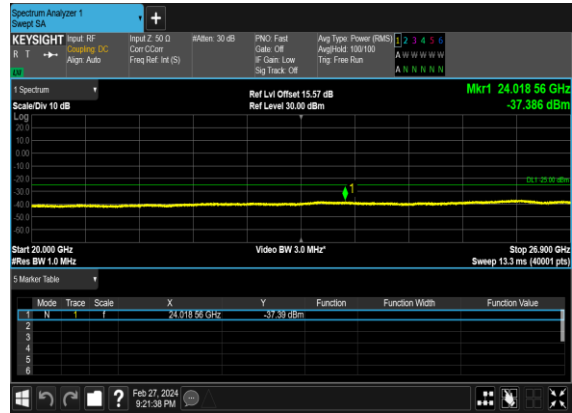 Spectrum Analyzer 1
Swept SA
+
KEYSIGHT Input: RF Input Z: 50 Ω #Atten: 30 dB PNO: Fast Avg Type: Power (RMS) 1 2 3 4 5 6
R T Coupling: DC Corr CCorr Gate: Off Avg|Hold: 100/100 A W W W W W
Align: Auto Freq Ref: Int (S) IF Gain: Low Trig: Free Run
LW Sig Track: Off A N N N N N
1 Spectrum Ref Lvl Offset 15.57 dB Mkr1 24.018 56 GHz
Scale/Div 10 dB Ref Level 30.00 dBm -37.386 dBm
Log
20.0
10.0
0.00
-10.0
-20.0 DL1 -25.00 dBm
-30.0 1
-40.0
-50.0
-60.0
Start 20.000 GHz Video BW 3.0 MHz* Stop 26.900 GHz
#Res BW 1.0 MHz Sweep 13.3 ms (40001 pts)
5 Marker Table
Mode Trace Scale X Y Function Function Width Function Value
1 N 1 f 24.018 56 GHz -37.39 dBm
2
3
4
5
6
? Feb 27, 2024
9:21:38 PM